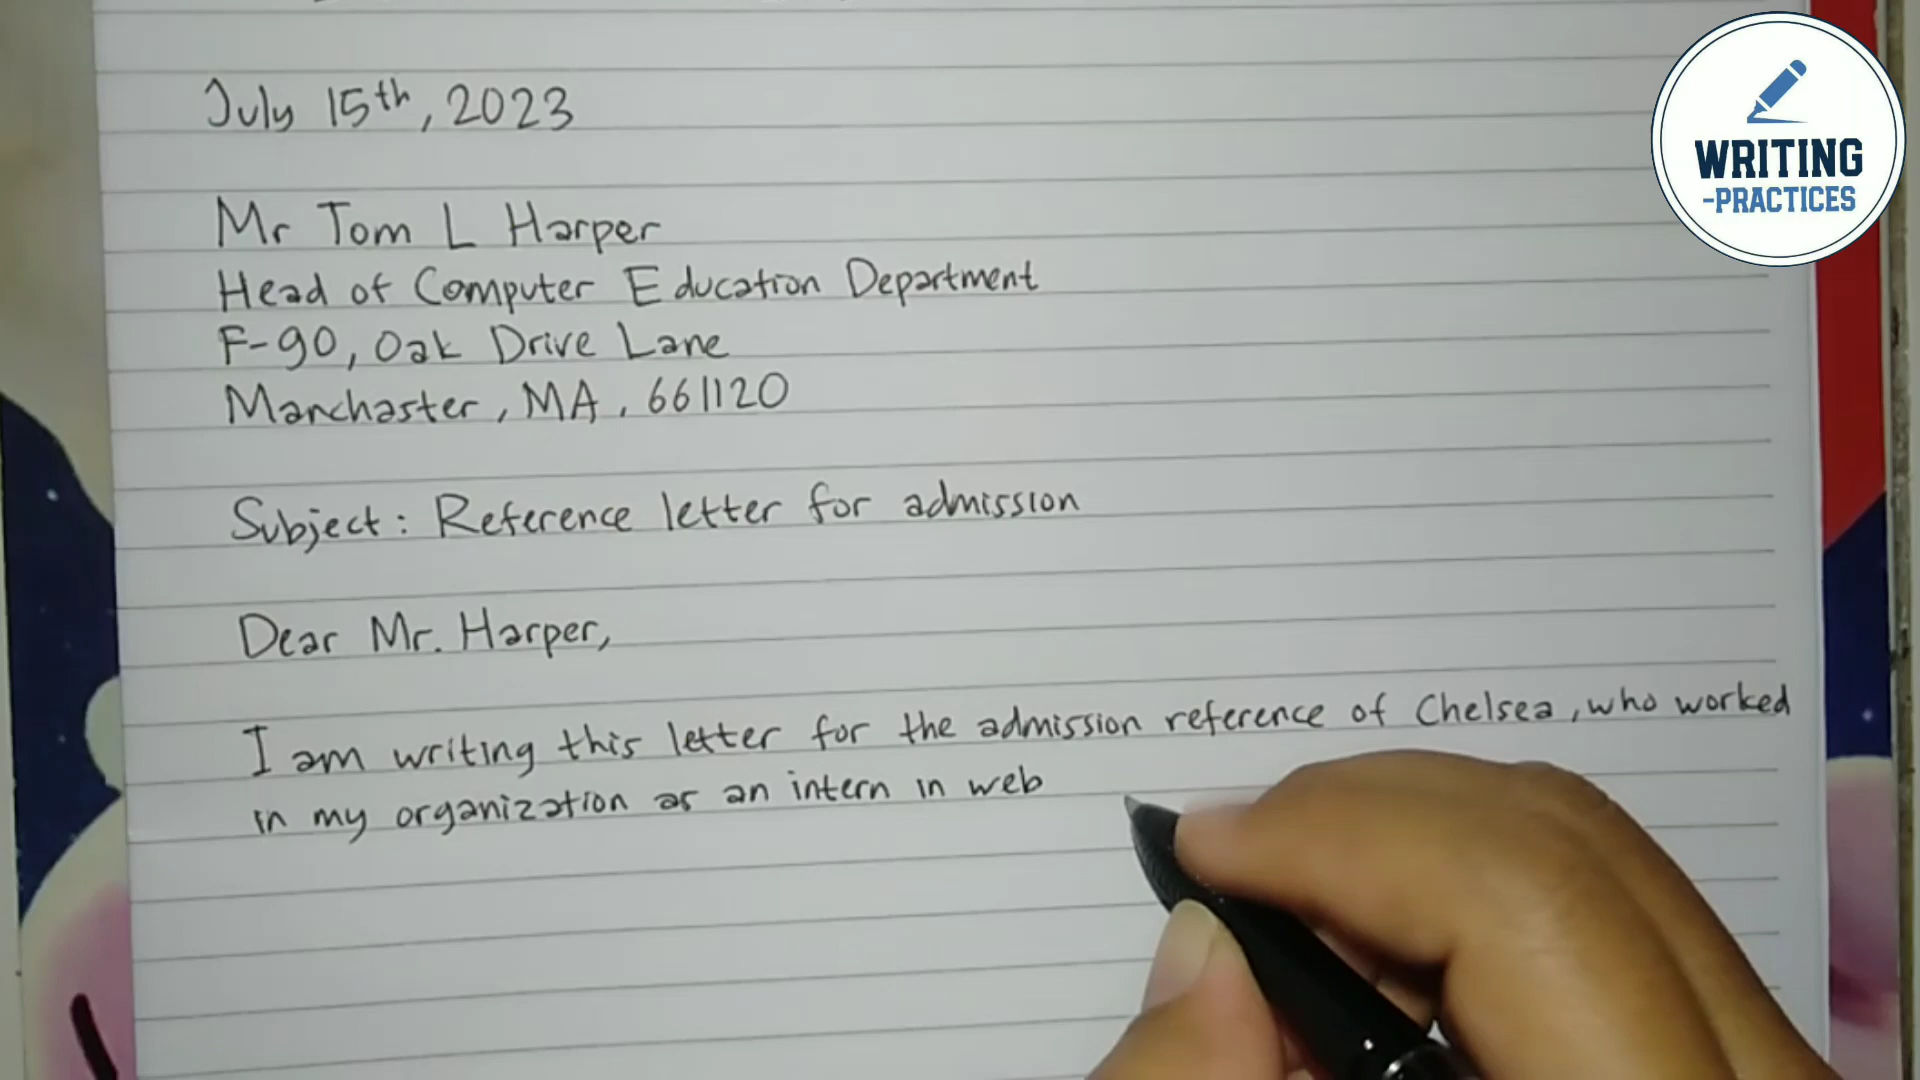 July 15th, 2023
Mr Tom L Harper
Head of Computer Education Department
F-90, Oak Drive Lane
Manchaster, MA, 661120
Subject: Reference letter for admission
Dear Mr. Harper,
I am writing this letter for the admission reference of Chelsea, who worked
in my organization as an intern in web
WRITING
-PRACTICES